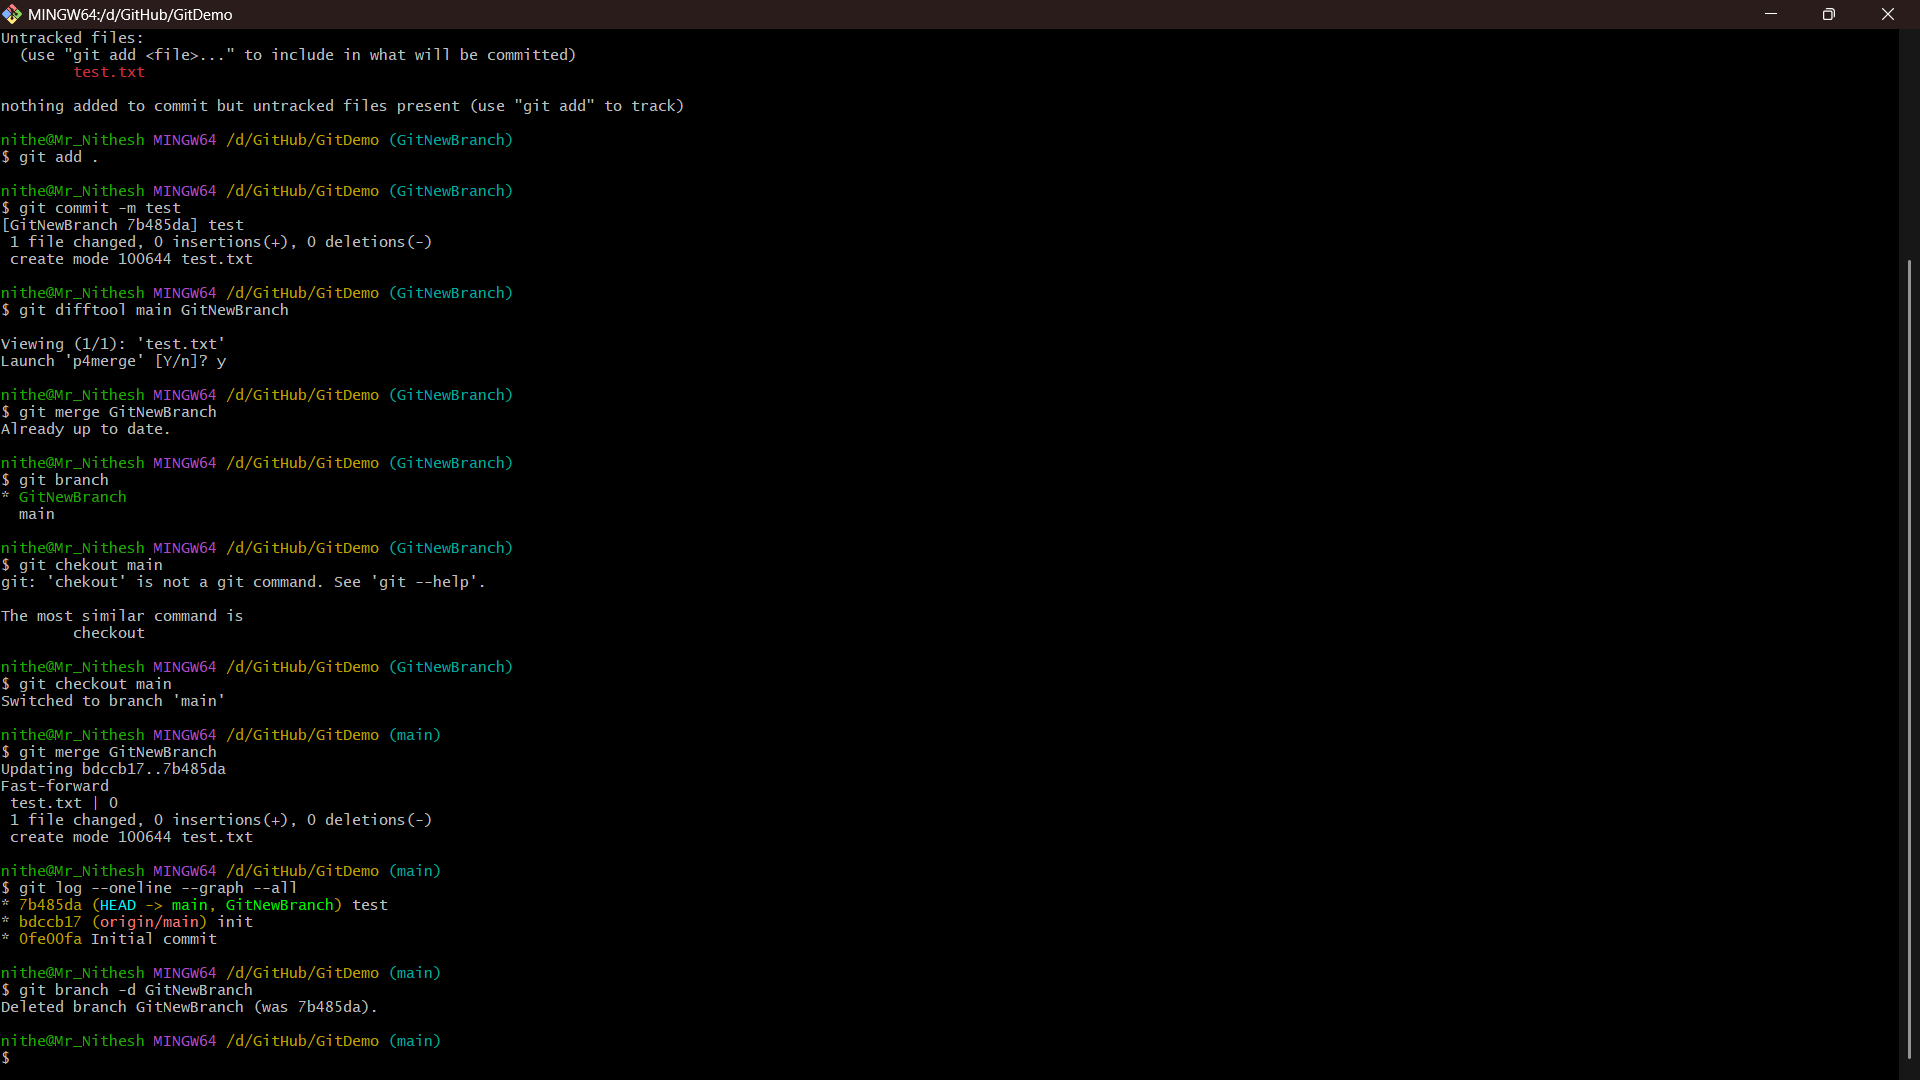 MINGW64:/d/GitHub/GitDemo
Untracked files:
  (use "git add <file>..." to include in what will be committed)
        test.txt

nothing added to commit but untracked files present (use "git add" to track)

nithe@Mr_Nithesh MINGW64 /d/GitHub/GitDemo (GitNewBranch)
$ git add .

nithe@Mr_Nithesh MINGW64 /d/GitHub/GitDemo (GitNewBranch)
$ git commit -m test
[GitNewBranch 7b485da] test
 1 file changed, 0 insertions(+), 0 deletions(-)
 create mode 100644 test.txt

nithe@Mr_Nithesh MINGW64 /d/GitHub/GitDemo (GitNewBranch)
$ git difftool main GitNewBranch

Viewing (1/1): 'test.txt'
Launch 'p4merge' [Y/n]? y

nithe@Mr_Nithesh MINGW64 /d/GitHub/GitDemo (GitNewBranch)
$ git merge GitNewBranch
Already up to date.

nithe@Mr_Nithesh MINGW64 /d/GitHub/GitDemo (GitNewBranch)
$ git branch
* GitNewBranch
  main

nithe@Mr_Nithesh MINGW64 /d/GitHub/GitDemo (GitNewBranch)
$ git chekout main
git: 'chekout' is not a git command. See 'git --help'.

The most similar command is
        checkout

nithe@Mr_Nithesh MINGW64 /d/GitHub/GitDemo (GitNewBranch)
$ git checkout main
Switched to branch 'main'

nithe@Mr_Nithesh MINGW64 /d/GitHub/GitDemo (main)
$ git merge GitNewBranch
Updating bdccb17..7b485da
Fast-forward
 test.txt | 0
 1 file changed, 0 insertions(+), 0 deletions(-)
 create mode 100644 test.txt

nithe@Mr_Nithesh MINGW64 /d/GitHub/GitDemo (main)
$ git log --oneline --graph --all
* 7b485da (HEAD -> main, GitNewBranch) test
* bdccb17 (origin/main) init
* 0fe00fa Initial commit

nithe@Mr_Nithesh MINGW64 /d/GitHub/GitDemo (main)
$ git branch -d GitNewBranch
Deleted branch GitNewBranch (was 7b485da).

nithe@Mr_Nithesh MINGW64 /d/GitHub/GitDemo (main)
$